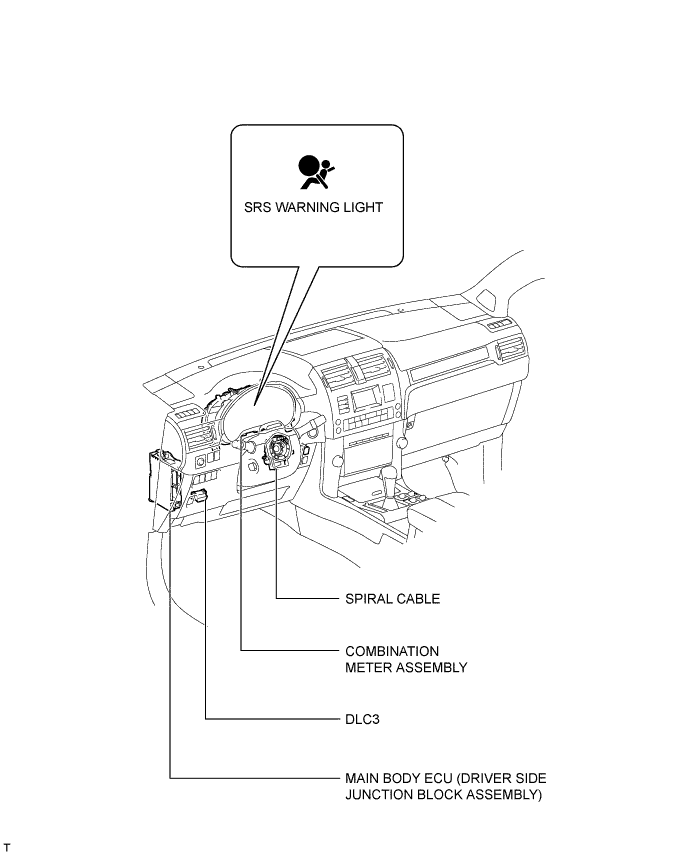 SRS WARNING LIGHT
SPIRAL CABLE
COMBINATION
METER ASSEMBLY
DLC3
MAIN BODY ECU (DRIVER SIDE
JUNCTION BLOCK ASSEMBLY)
T